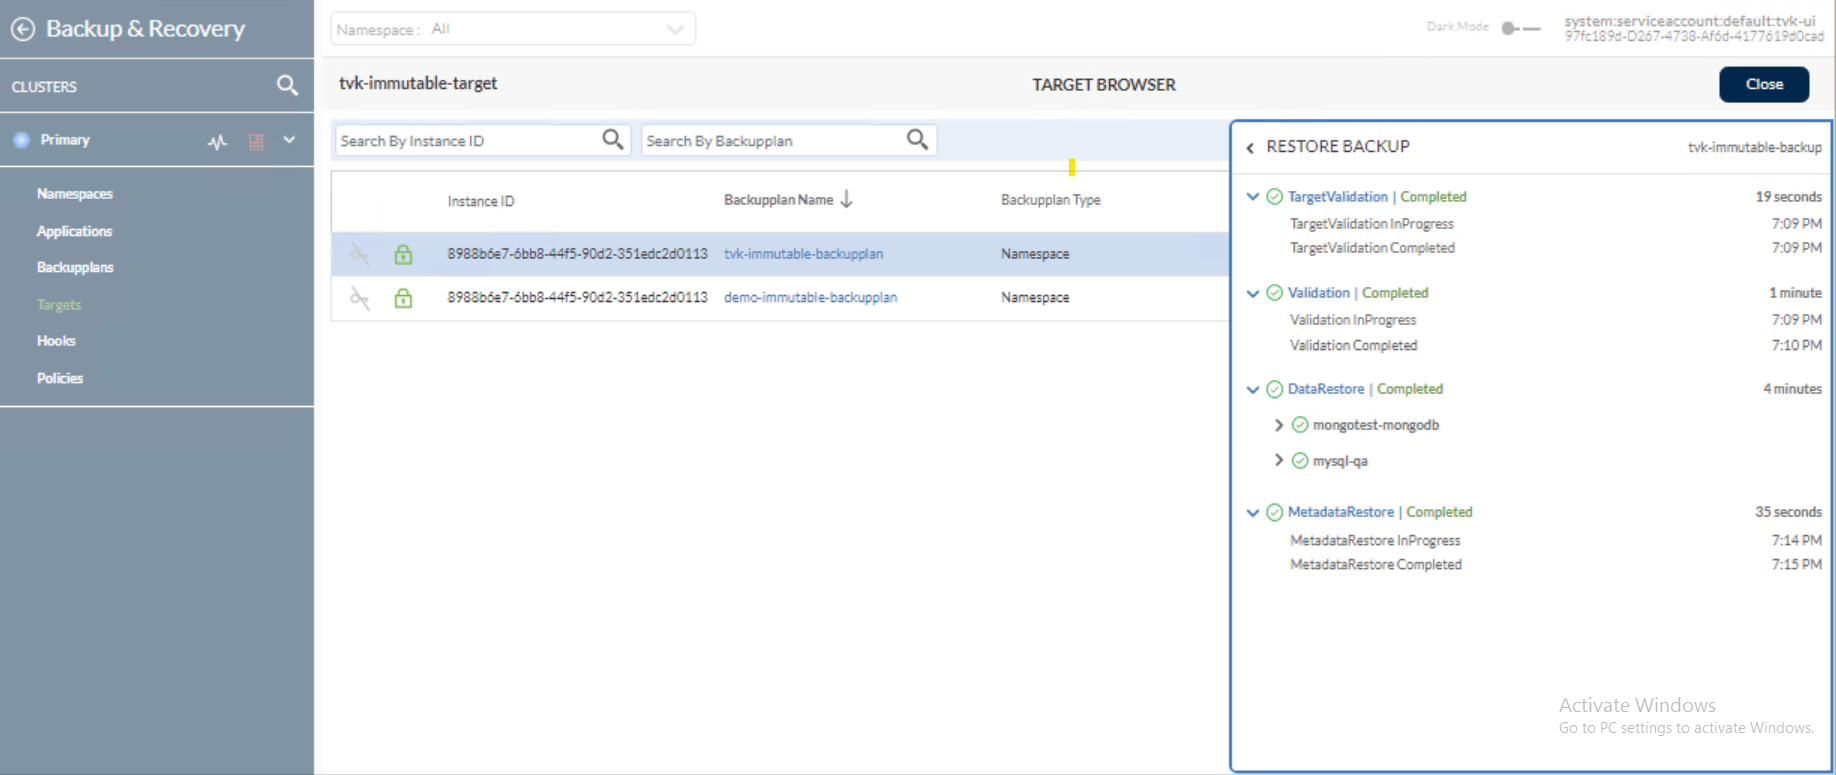 Backup & Recovery
CLUSTERS
Primary
Namespaces
Applications
Backupplans
Targets
Hooks
Policies
Namespace : All
Dark Mode
system:serviceaccount:default:tvk-ui
97fc189d-D267-4738-Af6d-4177619d0cad
tvk-immutable-target
TARGET BROWSER
Close
Search By Instance ID
Search By Backupplan
Instance ID Backupplan Name Backupplan Type
8988b6e7-6bb8-44f5-90d2-351edc2d0113 tvk-immutable-backupplan Namespace
8988b6e7-6bb8-44f5-90d2-351edc2d0113 demo-immutable-backupplan Namespace
RESTORE BACKUP tvk-immutable-backup
TargetValidation | Completed 19 seconds
TargetValidation InProgress 7:09 PM
TargetValidation Completed 7:09 PM
Validation | Completed 1 minute
Validation InProgress 7:09 PM
Validation Completed 7:10 PM
DataRestore | Completed 4 minutes
mongotest-mongodb
mysql-qa
MetadataRestore | Completed 35 seconds
MetadataRestore InProgress 7:14 PM
MetadataRestore Completed 7:15 PM
Activate Windows
Go to PC settings to activate Windows.